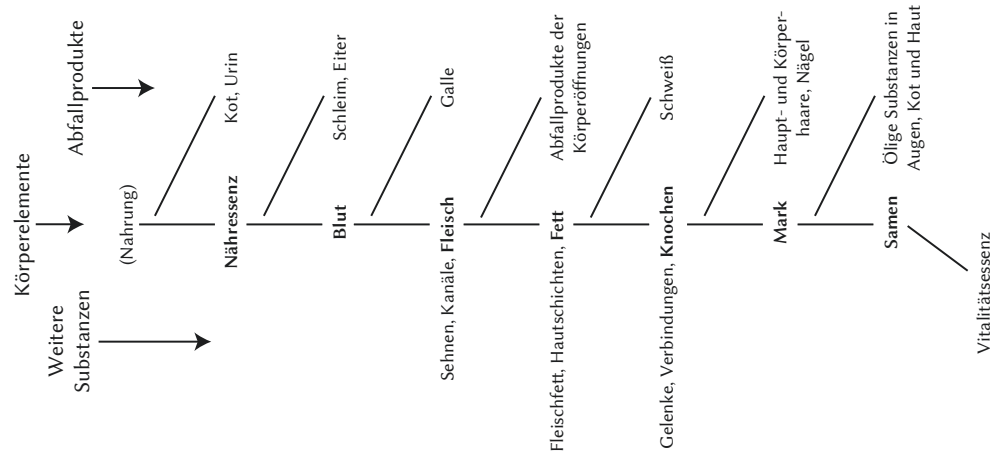 Körperelemente
Weitere
Substanzen
Abfallprodukte
(Nahrung)
Kot, Urin
Nähressenz
Schleim, Eiter
Blut
Galle
Sehnen, Kanäle, Fleisch
Abfallprodukte der
Körperöffnungen
Fleischfett, Hautschichten, Fett
Schweiß
Gelenke, Verbindungen, Knochen
Haupt- und Körper-
haare, Nägel
Mark
Ölige Substanzen in
Augen, Kot und Haut
Samen
Vitalitätsessenz